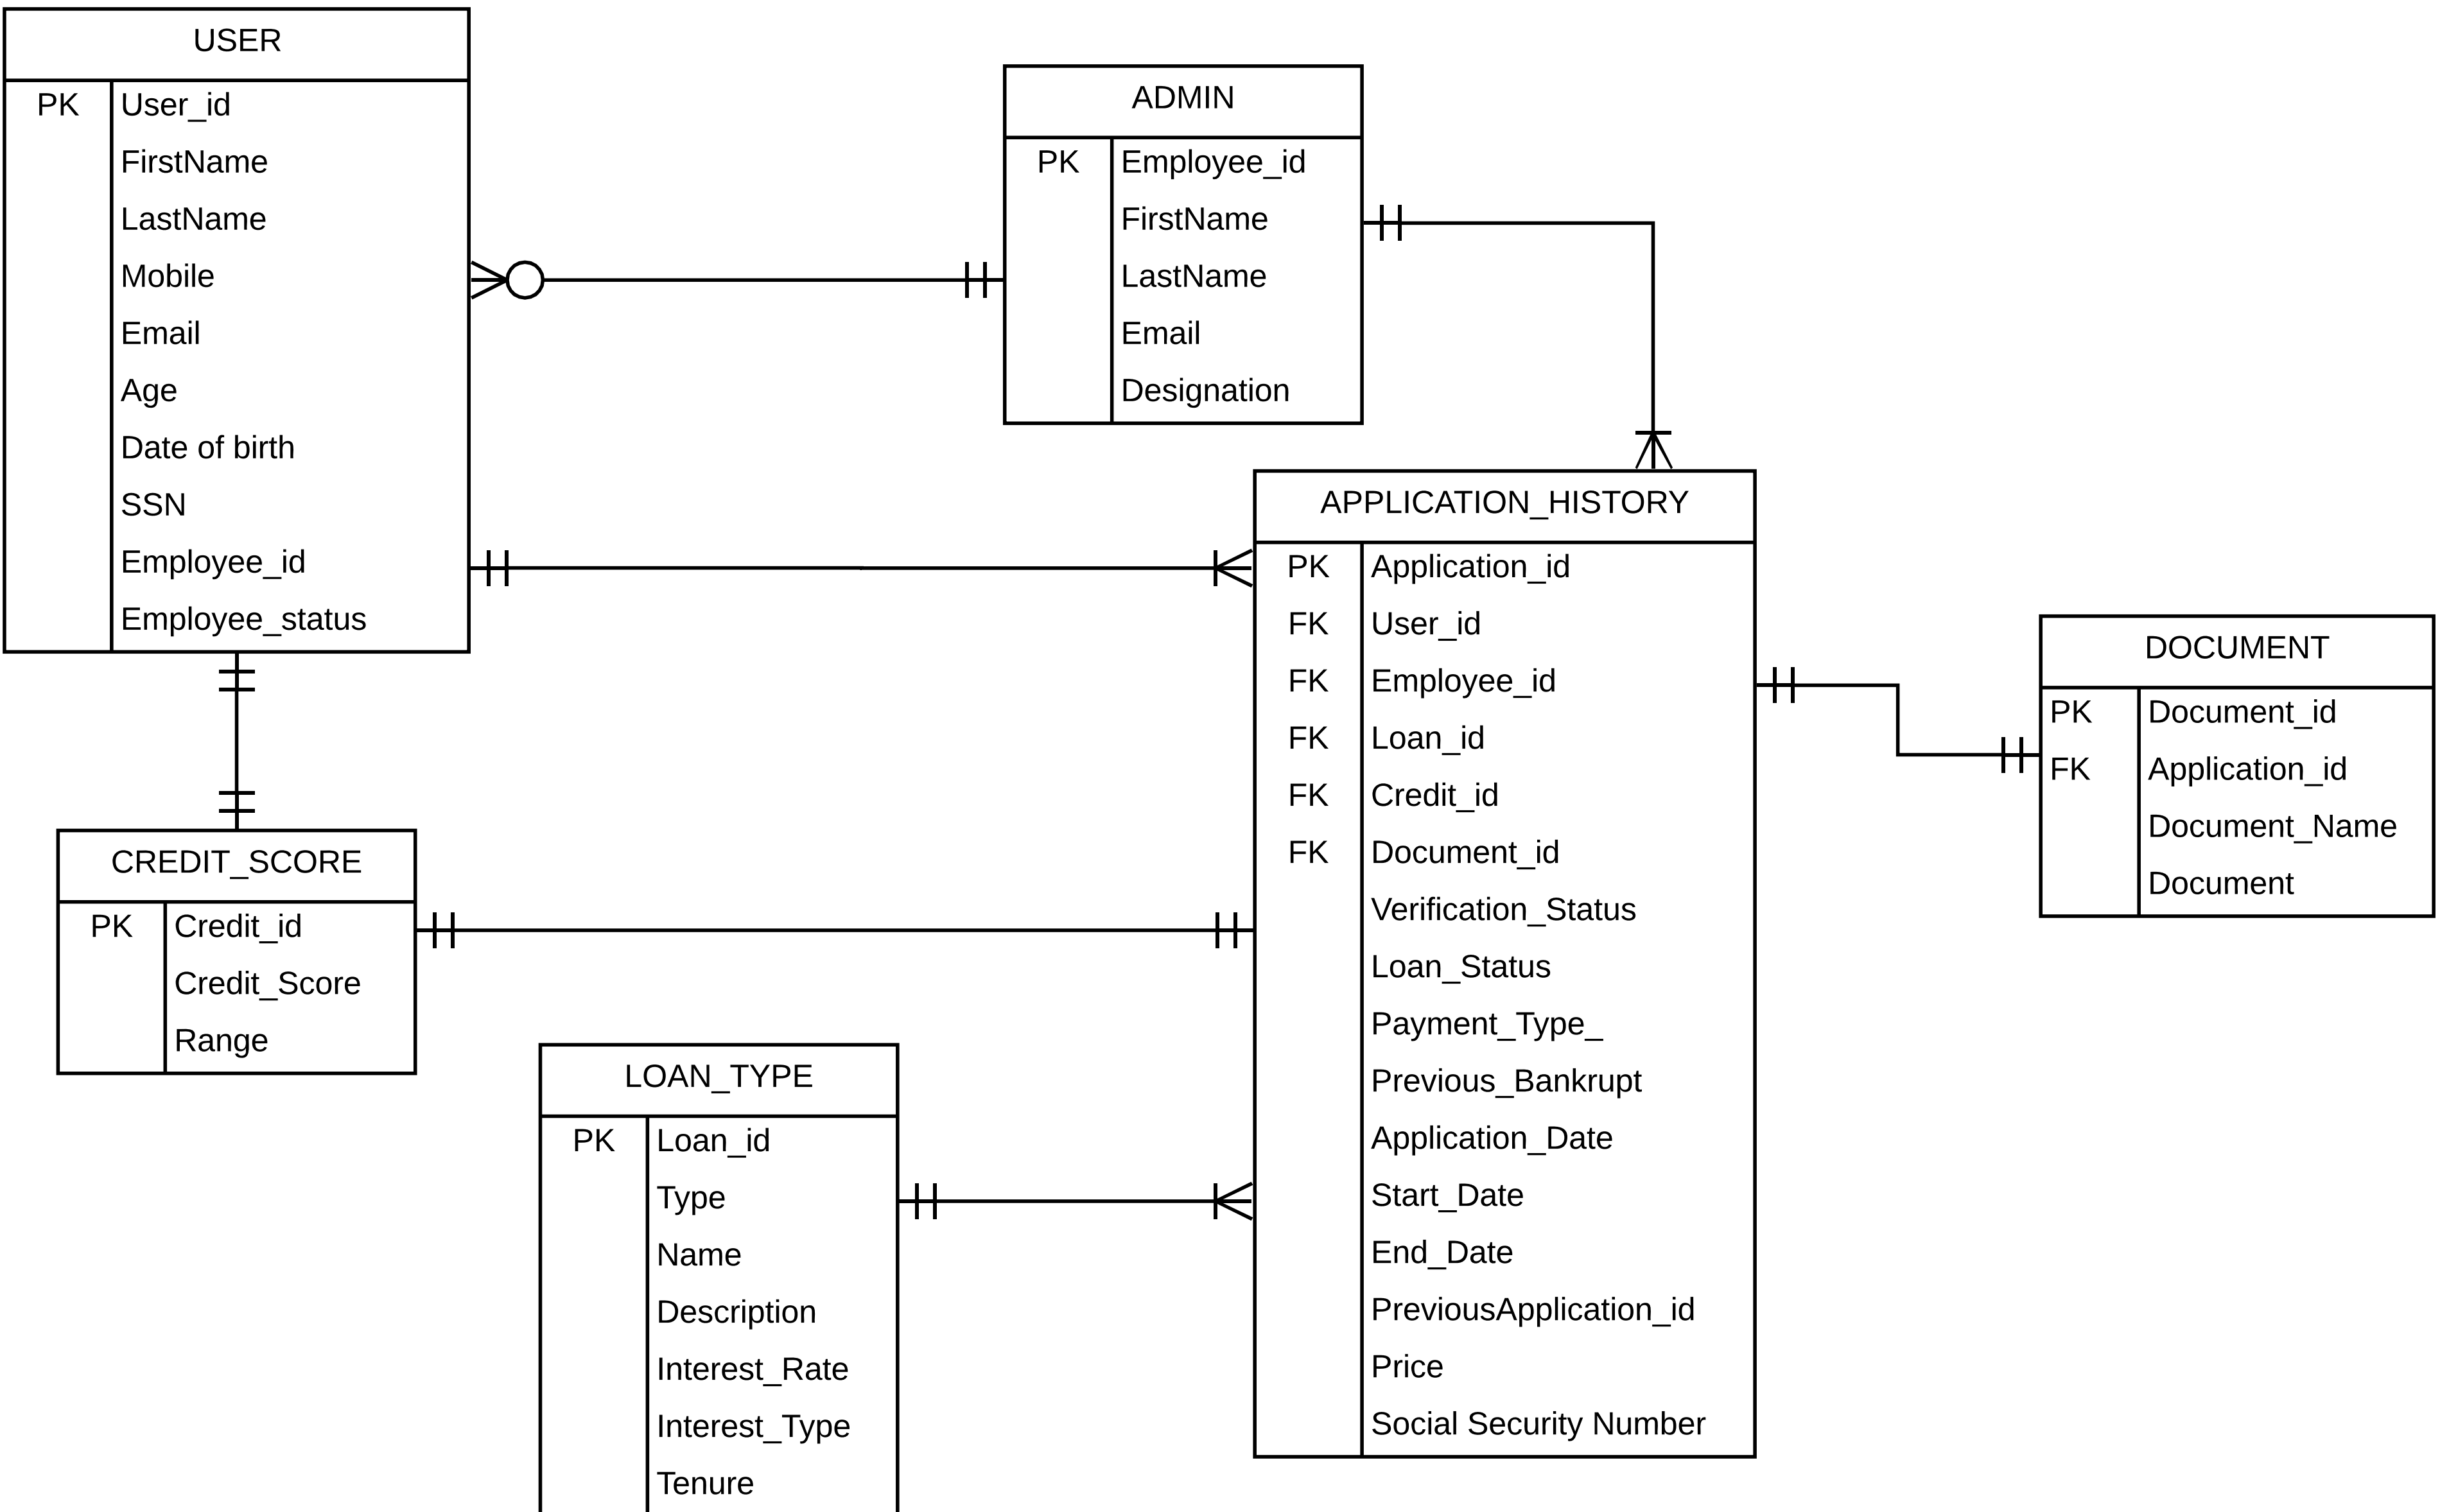 USER
PK User_id
FirstName
LastName
Mobile
Email
Age
Date of birth
SSN
Employee_id
Employee_status
ADMIN
PK Employee_id
FirstName
LastName
Email
Designation
APPLICATION_HISTORY
PK Application_id
FK User_id
FK Employee_id
FK Loan_id
FK Credit_id
FK Document_id
Verification_Status
Loan_Status
Payment_Type_
Previous_Bankrupt
Application_Date
Start_Date
End_Date
PreviousApplication_id
Price
Social Security Number
DOCUMENT
PK Document_id
FK Application_id
Document_Name
Document
CREDIT_SCORE
PK Credit_id
Credit_Score
Range
LOAN_TYPE
PK Loan_id
Type
Name
Description
Interest_Rate
Interest_Type
Tenure